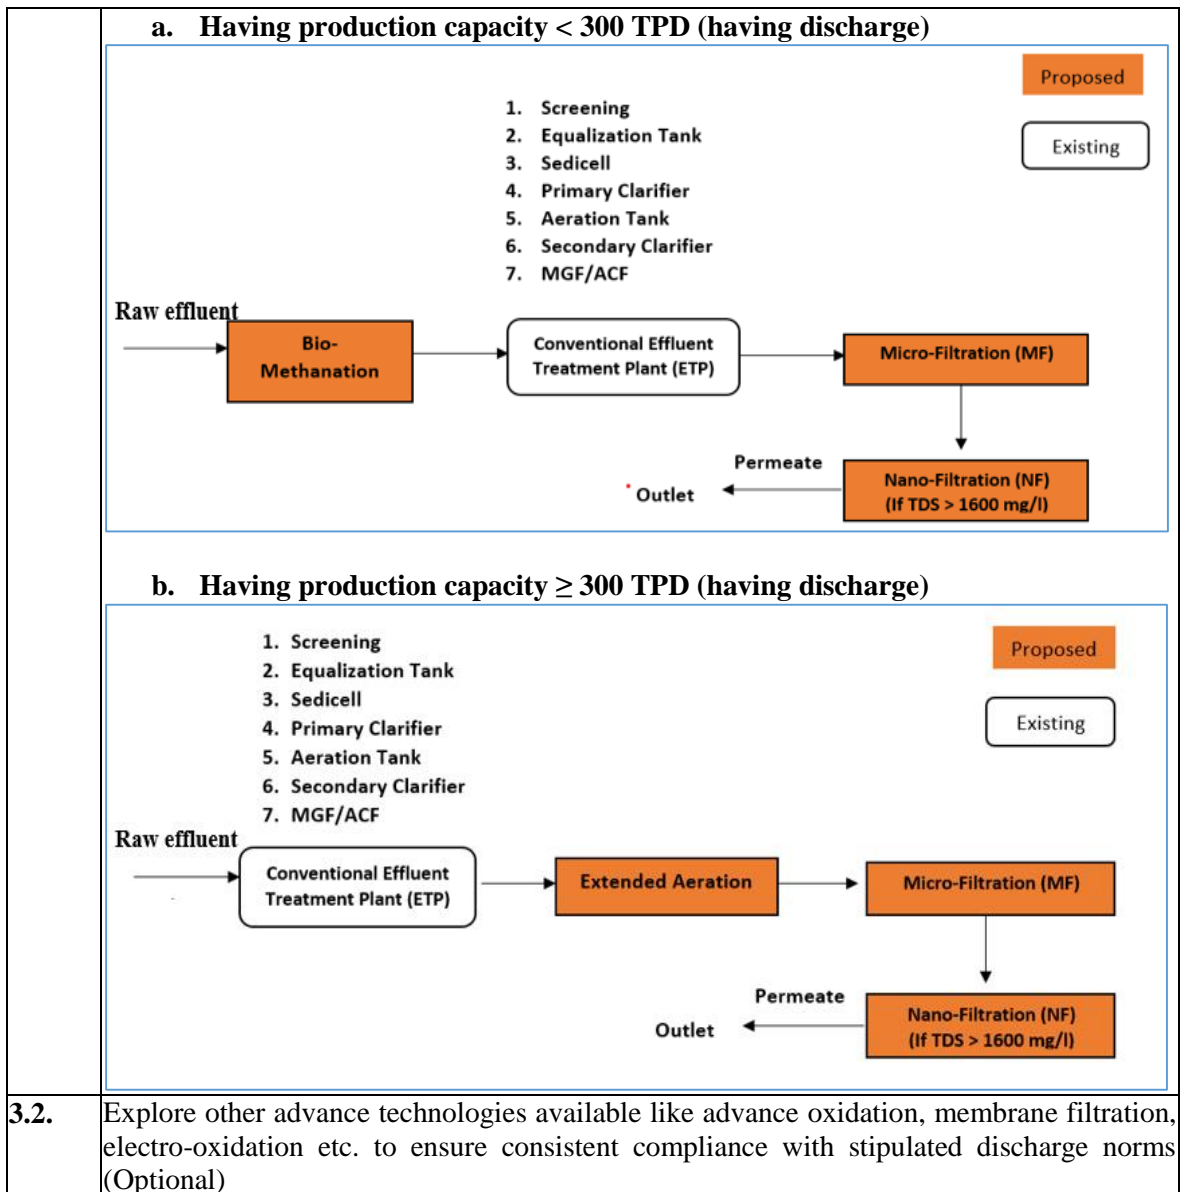 a. Having production capacity < 300 TPD (having discharge)
Proposed
Existing
1. Screening
2. Equalization Tank
3. Sedicell
4. Primary Clarifier
5. Aeration Tank
6. Secondary Clarifier
7. MGF/ACF
Raw effluent
Bio-
Methanation
Conventional Effluent
Treatment Plant (ETP)
Micro-Filtration (MF)
Permeate
Nano-Filtration (NF)
(If TDS > 1600 mg/l)
Outlet
b. Having production capacity ≥ 300 TPD (having discharge)
1. Screening
2. Equalization Tank
3. Sedicell
4. Primary Clarifier
5. Aeration Tank
6. Secondary Clarifier
7. MGF/ACF
Proposed
Existing
Raw effluent
Conventional Effluent
Treatment Plant (ETP)
Extended Aeration
Micro-Filtration (MF)
Permeate
Nano-Filtration (NF)
(If TDS > 1600 mg/l)
Outlet
3.2. Explore other advance technologies available like advance oxidation, membrane filtration,
electro-oxidation etc. to ensure consistent compliance with stipulated discharge norms
(Optional)